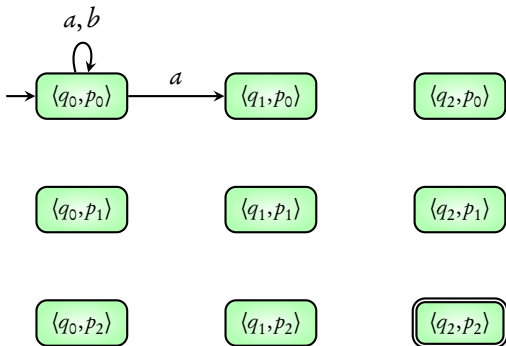 a, b
⟨q₀,p₀⟩ a ⟨q₁,p₀⟩ ⟨q₂,p₀⟩
⟨q₀,p₁⟩ ⟨q₁,p₁⟩ ⟨q₂,p₁⟩
⟨q₀,p₂⟩ ⟨q₁,p₂⟩ ⟨q₂,p₂⟩